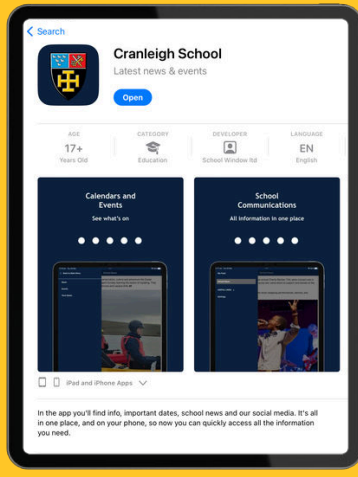 Search
Cranleigh School
Latest news & events
Open
AGE
CATEGORY
DEVELOPER
LANGUAGE
17+
EN
Years Old
Education
School Window ltd
English
Calendars and
Events
See what's on
School
Communications
All information in one place
iPad and iPhone Apps
In the app you'll find info, important dates, school news and our social media. It's all
in one place, and on your phone, so now you can quickly access all the information
you need.